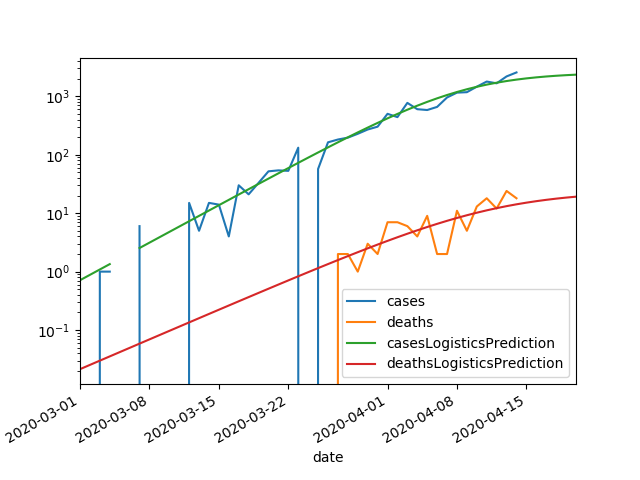 10³
10²
10¹
10⁰
10⁻¹
2020-03-01
2020-03-08
2020-03-15
2020-03-22
2020-04-01
2020-04-08
2020-04-15
date
cases
deaths
casesLogisticsPrediction
deathsLogisticsPrediction